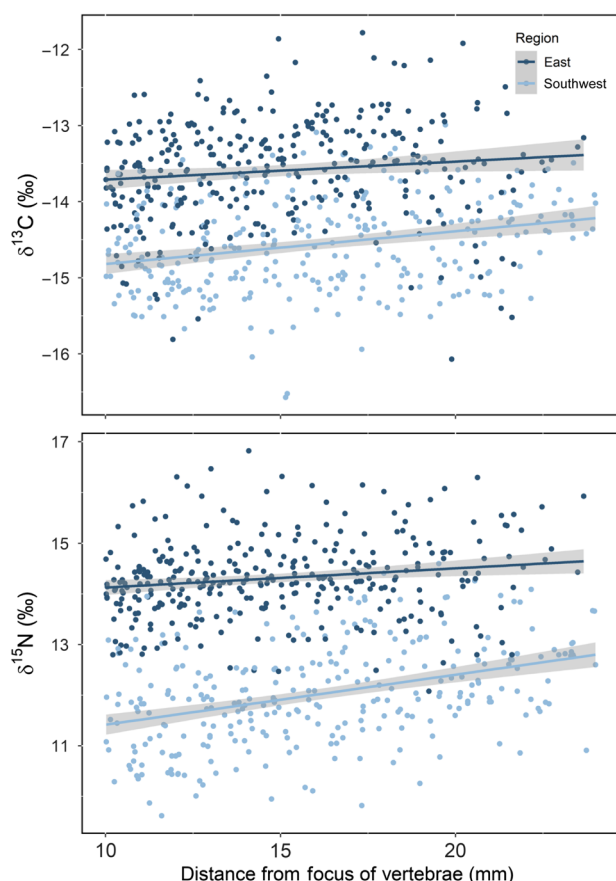 −12
−13
−14
−15
−16
δ13C (‰)
Region
East
Southwest
17
15
13
11
δ15N (‰)
10
15
20
Distance from focus of vertebrae (mm)